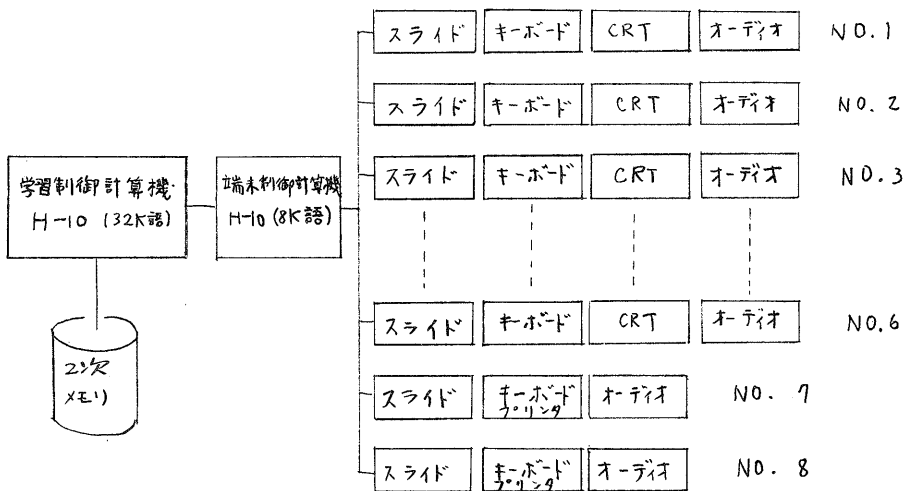 スライド キーボード CRT オーディオ NO.1
スライド キーボード CRT オーディオ NO.2
スライド キーボード CRT オーディオ NO.3
学習制御計算機
H-10 (32K語)
端末制御計算機
H-10 (8K語)
スライド キーボード CRT オーディオ NO.6
2次
メモリ
スライド キーボード
プリンタ オーディオ NO. 7
スライド キーボード
プリンタ オーディオ NO. 8